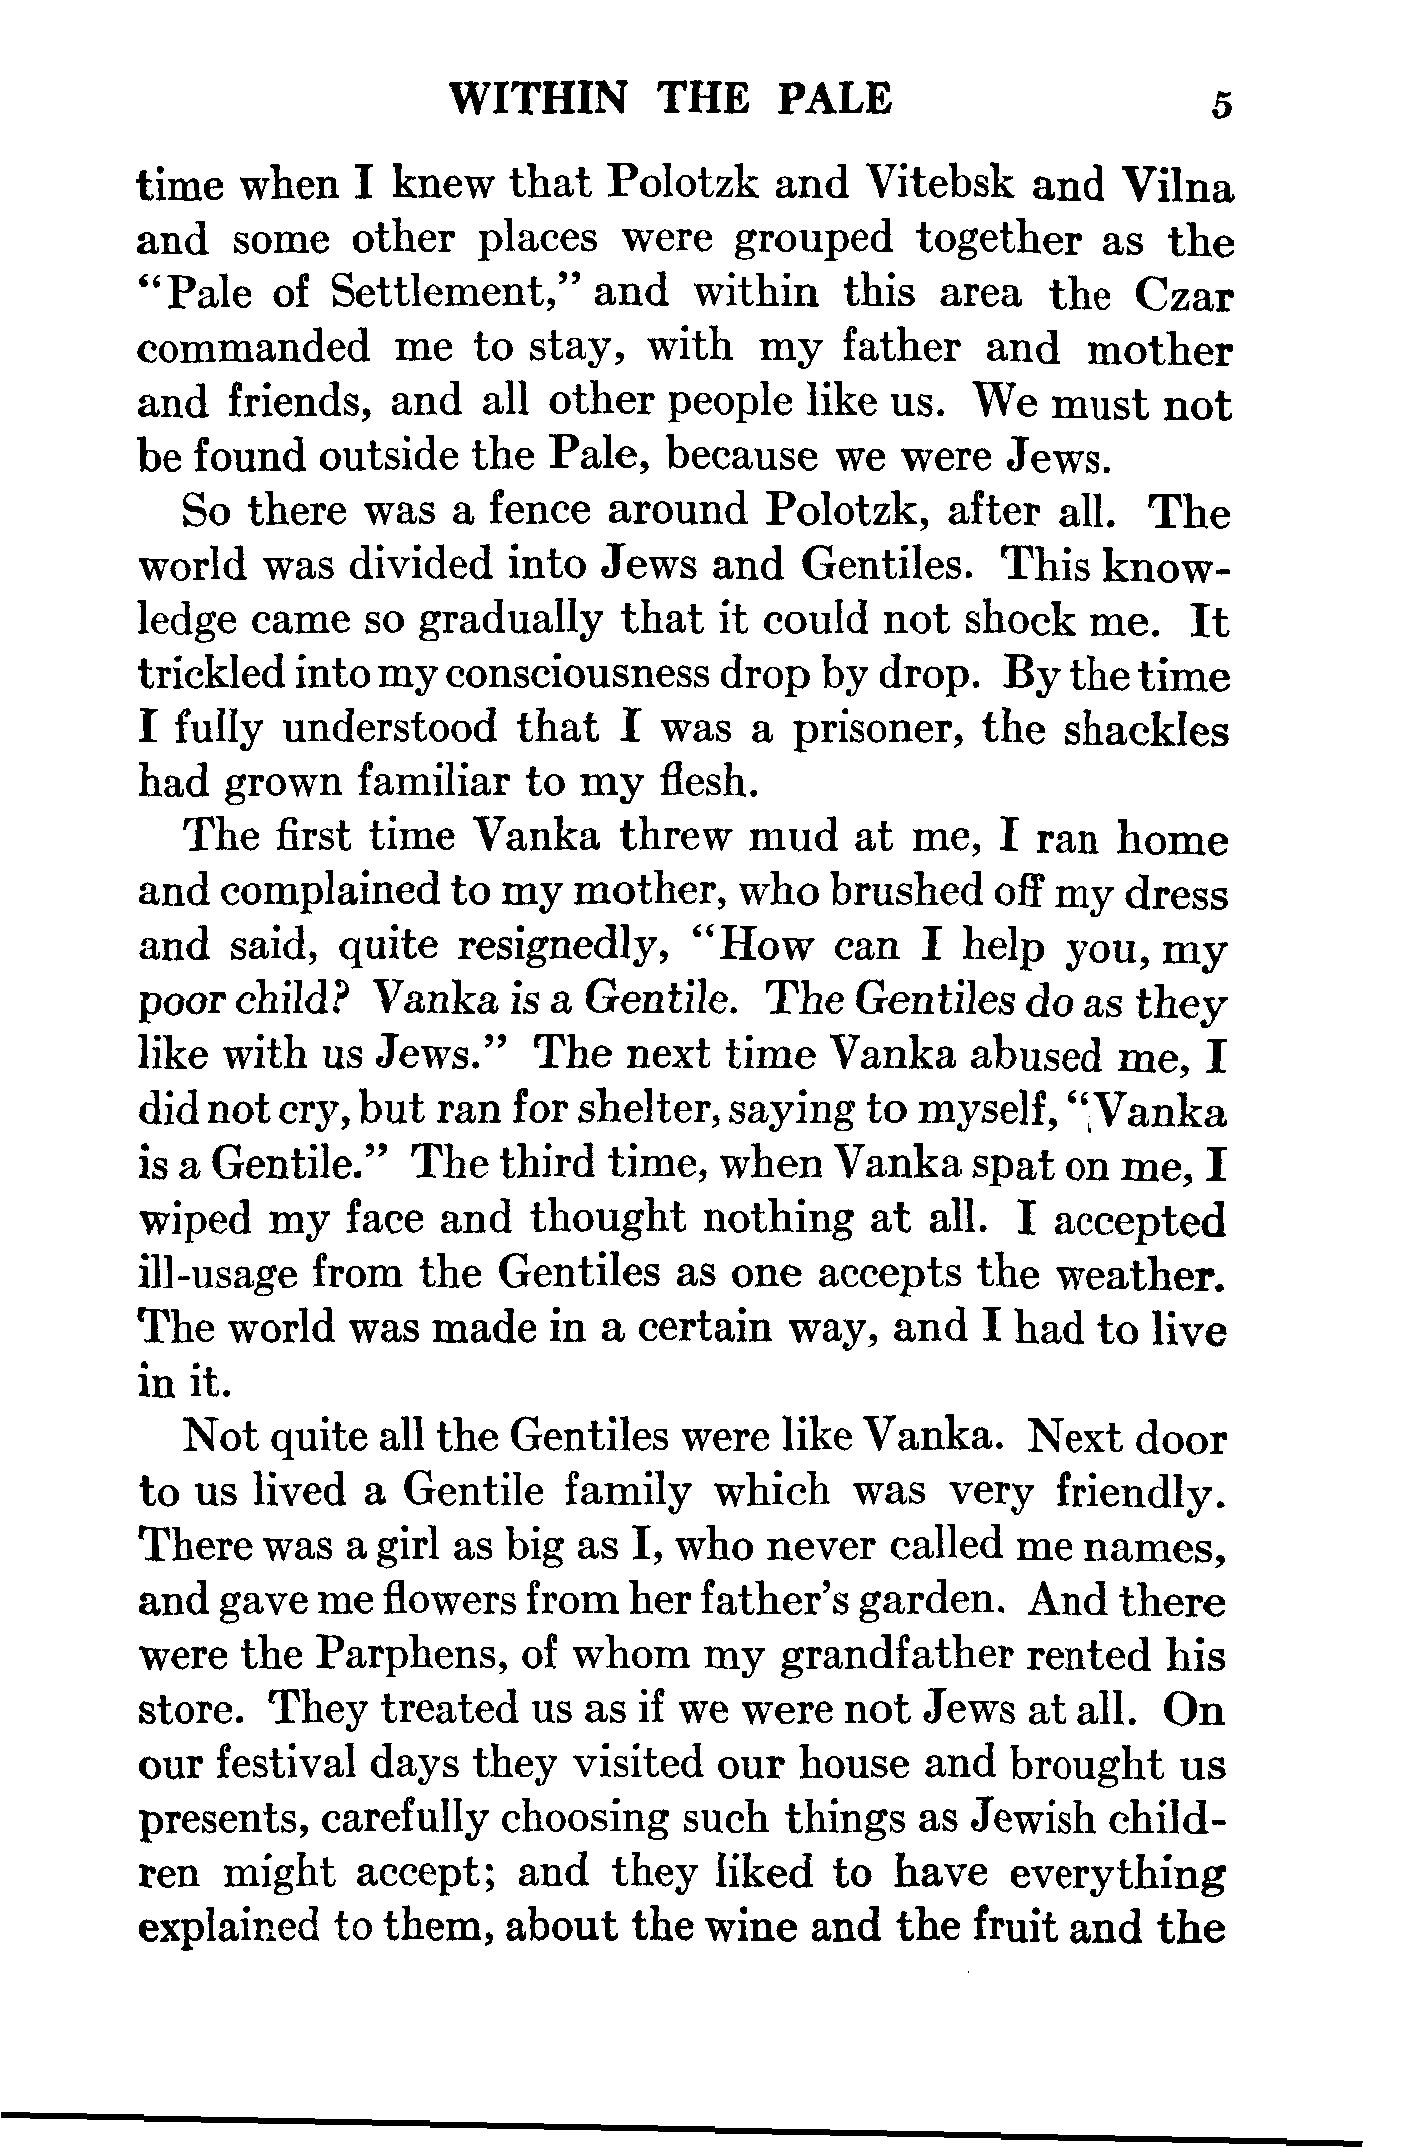 WITHIN THE PALE 5
time when I knew that Polotzk and Vitebsk and Vilna
and some other places were grouped together as the
“Pale of Settlement,” and within this area the Czar
commanded me to stay, with my father and mother
and friends, and all other people like us. We must not
be found outside the Pale, because we were Jews.
So there was a fence around Polotzk, after all. The
world was divided into Jews and Gentiles. This know-
ledge came so gradually that it could not shock me. It
trickled into my consciousness drop by drop. By the time
I fully understood that I was a prisoner, the shackles
had grown familiar to my flesh.
The first time Vanka threw mud at me, I ran home
and complained to my mother, who brushed off my dress
and said, quite resignedly, “How can I help you, my
poor child? Vanka is a Gentile. The Gentiles do as they
like with us Jews.” The next time Vanka abused me, I
did not cry, but ran for shelter, saying to myself, “Vanka
is a Gentile.” The third time, when Vanka spat on me, I
wiped my face and thought nothing at all. I accepted
ill-usage from the Gentiles as one accepts the weather.
The world was made in a certain way, and I had to live
in it.
Not quite all the Gentiles were like Vanka. Next door
to us lived a Gentile family which was very friendly.
There was a girl as big as I, who never called me names,
and gave me flowers from her father’s garden. And there
were the Parphens, of whom my grandfather rented his
store. They treated us as if we were not Jews at all. On
our festival days they visited our house and brought us
presents, carefully choosing such things as Jewish child-
ren might accept; and they liked to have everything
explained to them, about the wine and the fruit and the